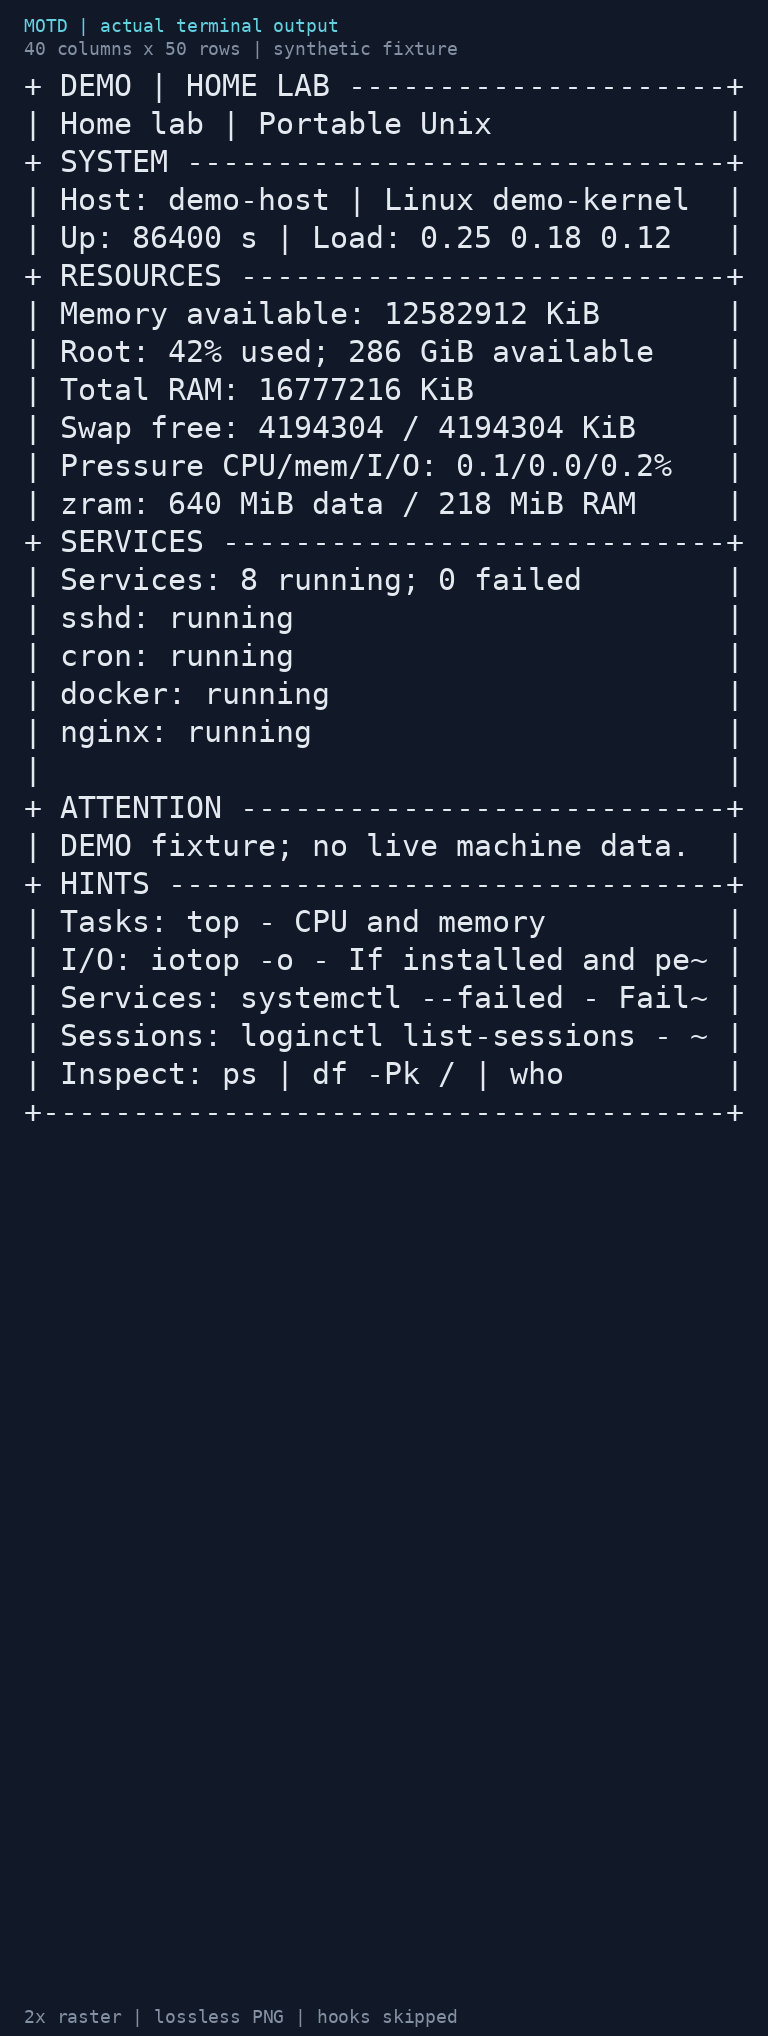 MOTD | actual terminal output
40 columns x 50 rows | synthetic fixture
+ DEMO | HOME LAB ---------------------+
| Home lab | Portable Unix             |
+ SYSTEM ------------------------------+
| Host: demo-host | Linux demo-kernel  |
| Up: 86400 s | Load: 0.25 0.18 0.12   |
+ RESOURCES ---------------------------+
| Memory available: 12582912 KiB       |
| Root: 42% used; 286 GiB available    |
| Total RAM: 16777216 KiB              |
| Swap free: 4194304 / 4194304 KiB     |
| Pressure CPU/mem/I/O: 0.1/0.0/0.2%   |
| zram: 640 MiB data / 218 MiB RAM     |
+ SERVICES ----------------------------+
| Services: 8 running; 0 failed        |
| sshd: running                        |
| cron: running                        |
| docker: running                      |
| nginx: running                       |
|                                      |
+ ATTENTION ---------------------------+
| DEMO fixture; no live machine data.  |
+ HINTS -------------------------------+
| Tasks: top - CPU and memory          |
| I/O: iotop -o - If installed and pe~ |
| Services: systemctl --failed - Fail~ |
| Sessions: loginctl list-sessions - ~ |
| Inspect: ps | df -Pk / | who         |
+--------------------------------------+
2x raster | lossless PNG | hooks skipped